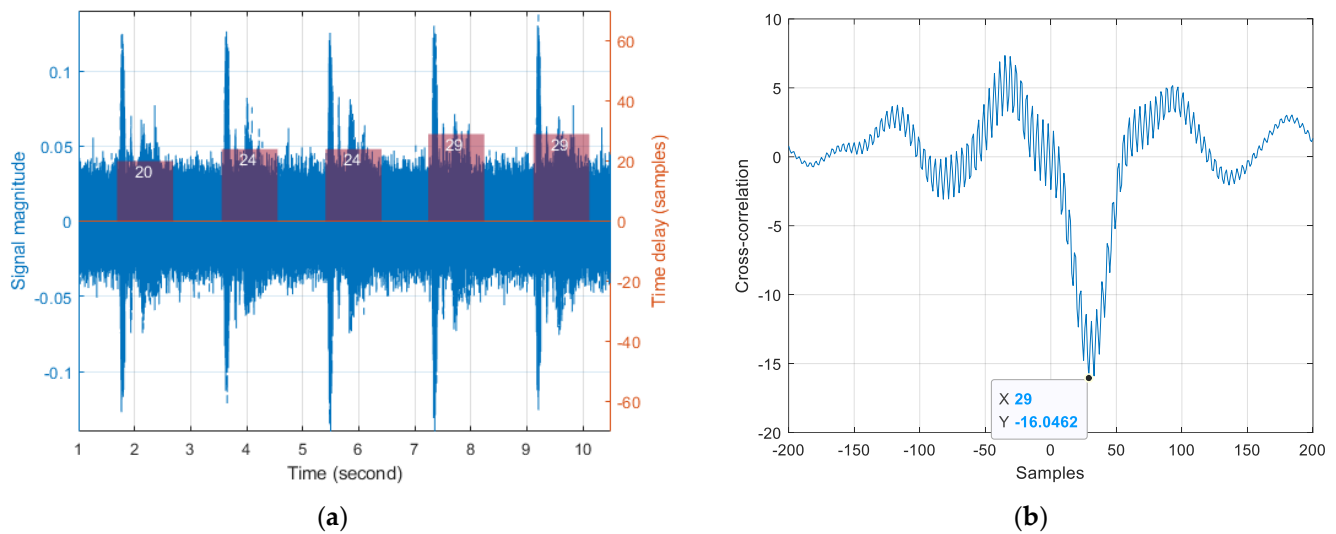 0.1
0.05
0
-0.05
-0.1
Signal magnitude
20
24
24
29
29
60
40
20
0
-20
-40
-60
Time delay (samples)
1 2 3 4 5 6 7 8 9 10
Time (second)
(a)
10
5
0
-5
-10
-15
-20
Cross-correlation
X 29
Y -16.0462
-200 -150 -100 -50 0 50 100 150 200
Samples
(b)